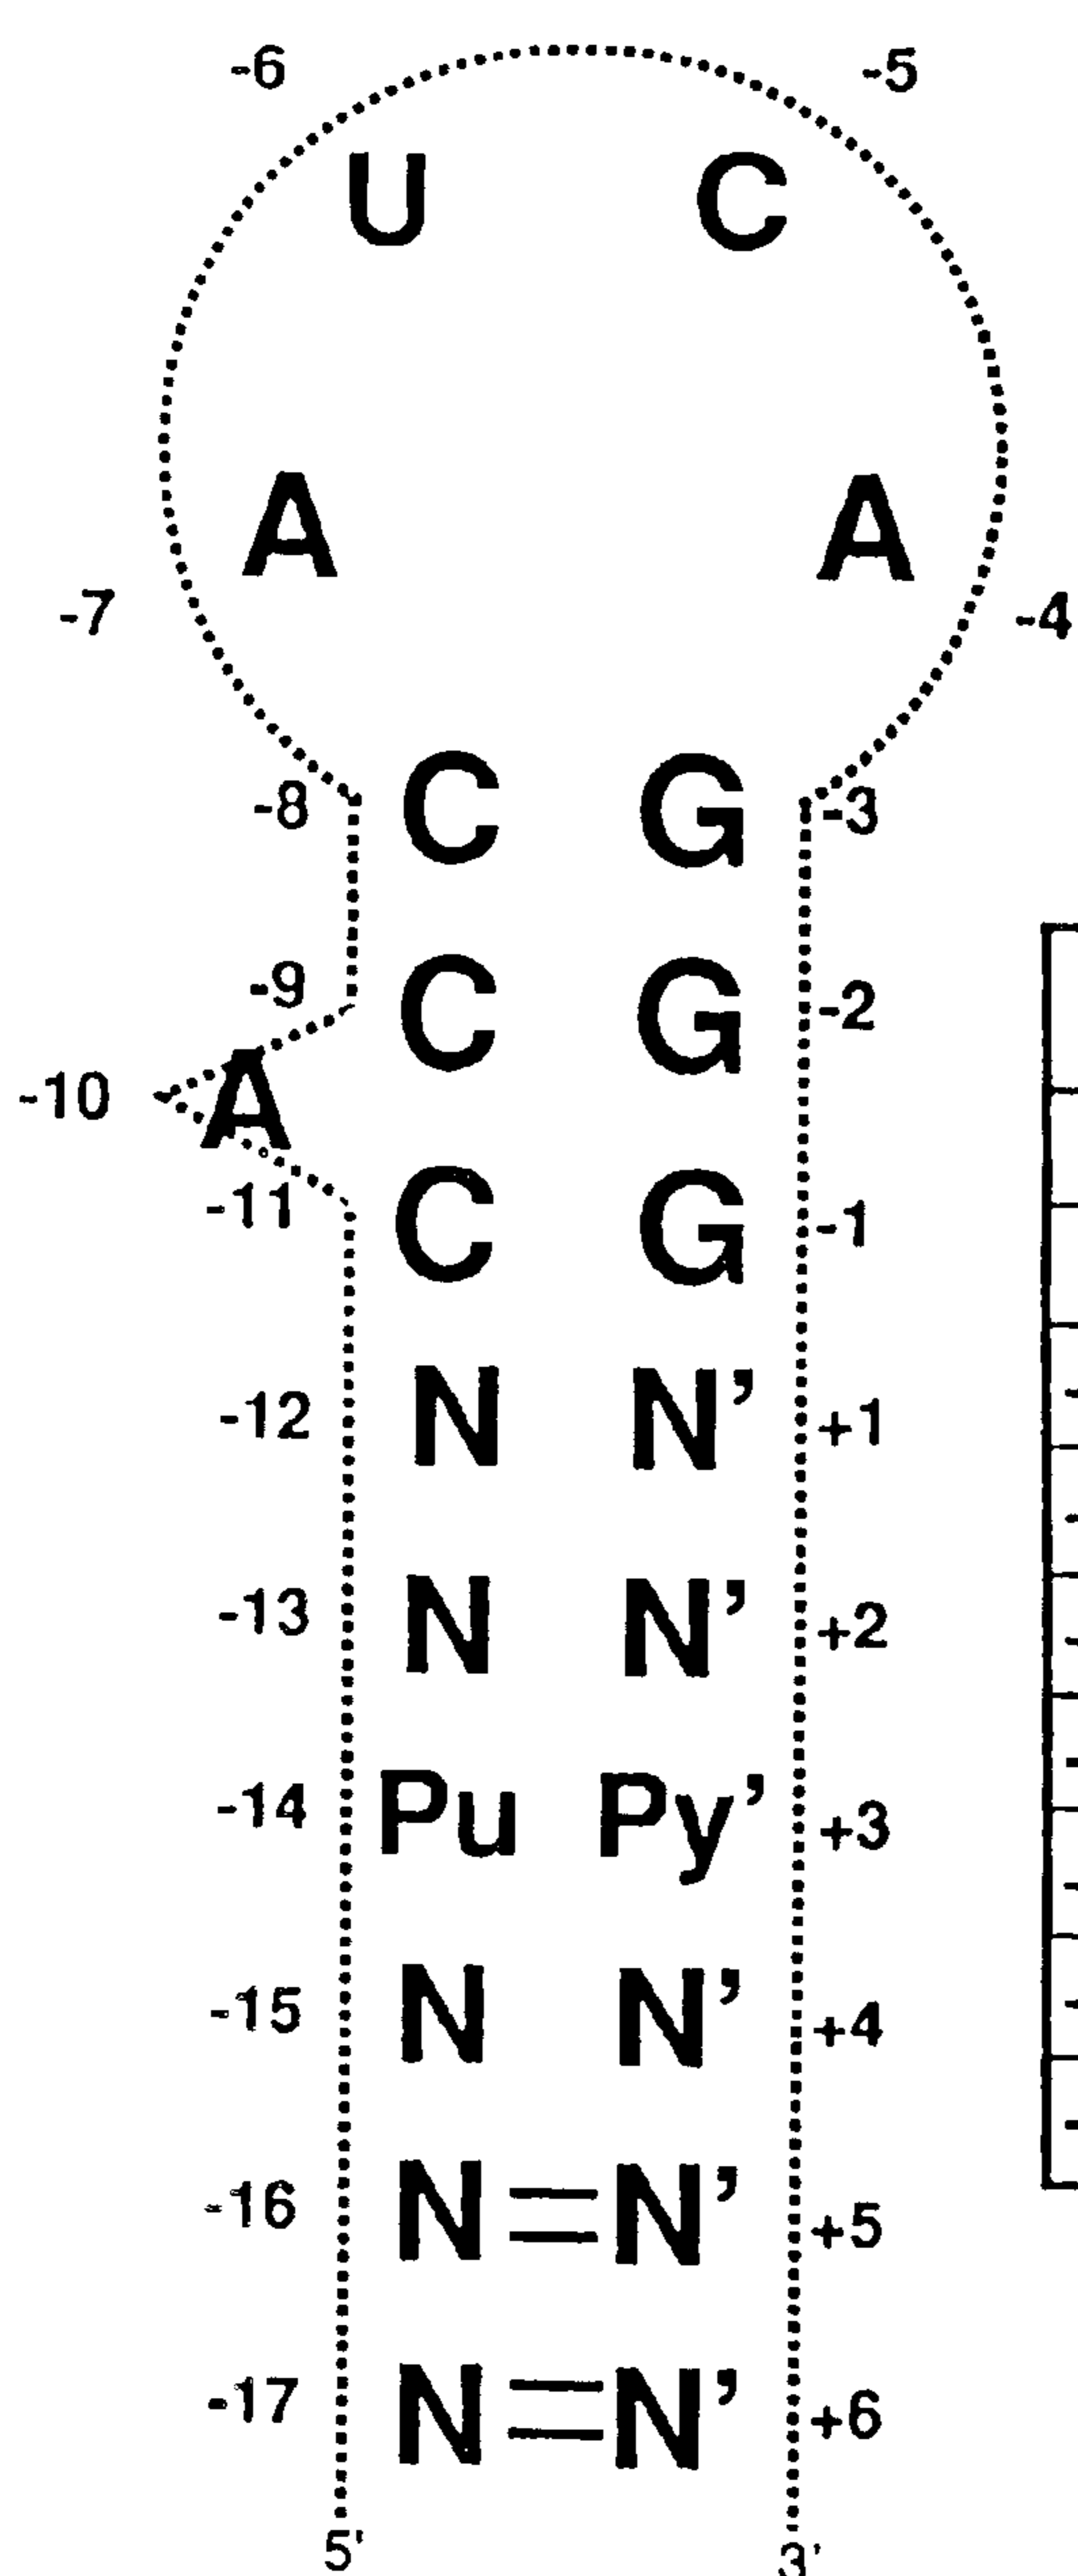 -6 -5
U C
A A
-7 -4
-8 C G -3
-9 C G -2
-10 A
-11 C G -1
-12 N N' +1
-13 N N' +2
-14 Pu Py' +3
-15 N N' +4
-16 N N' +5
-17 N N' +6
5' 3'